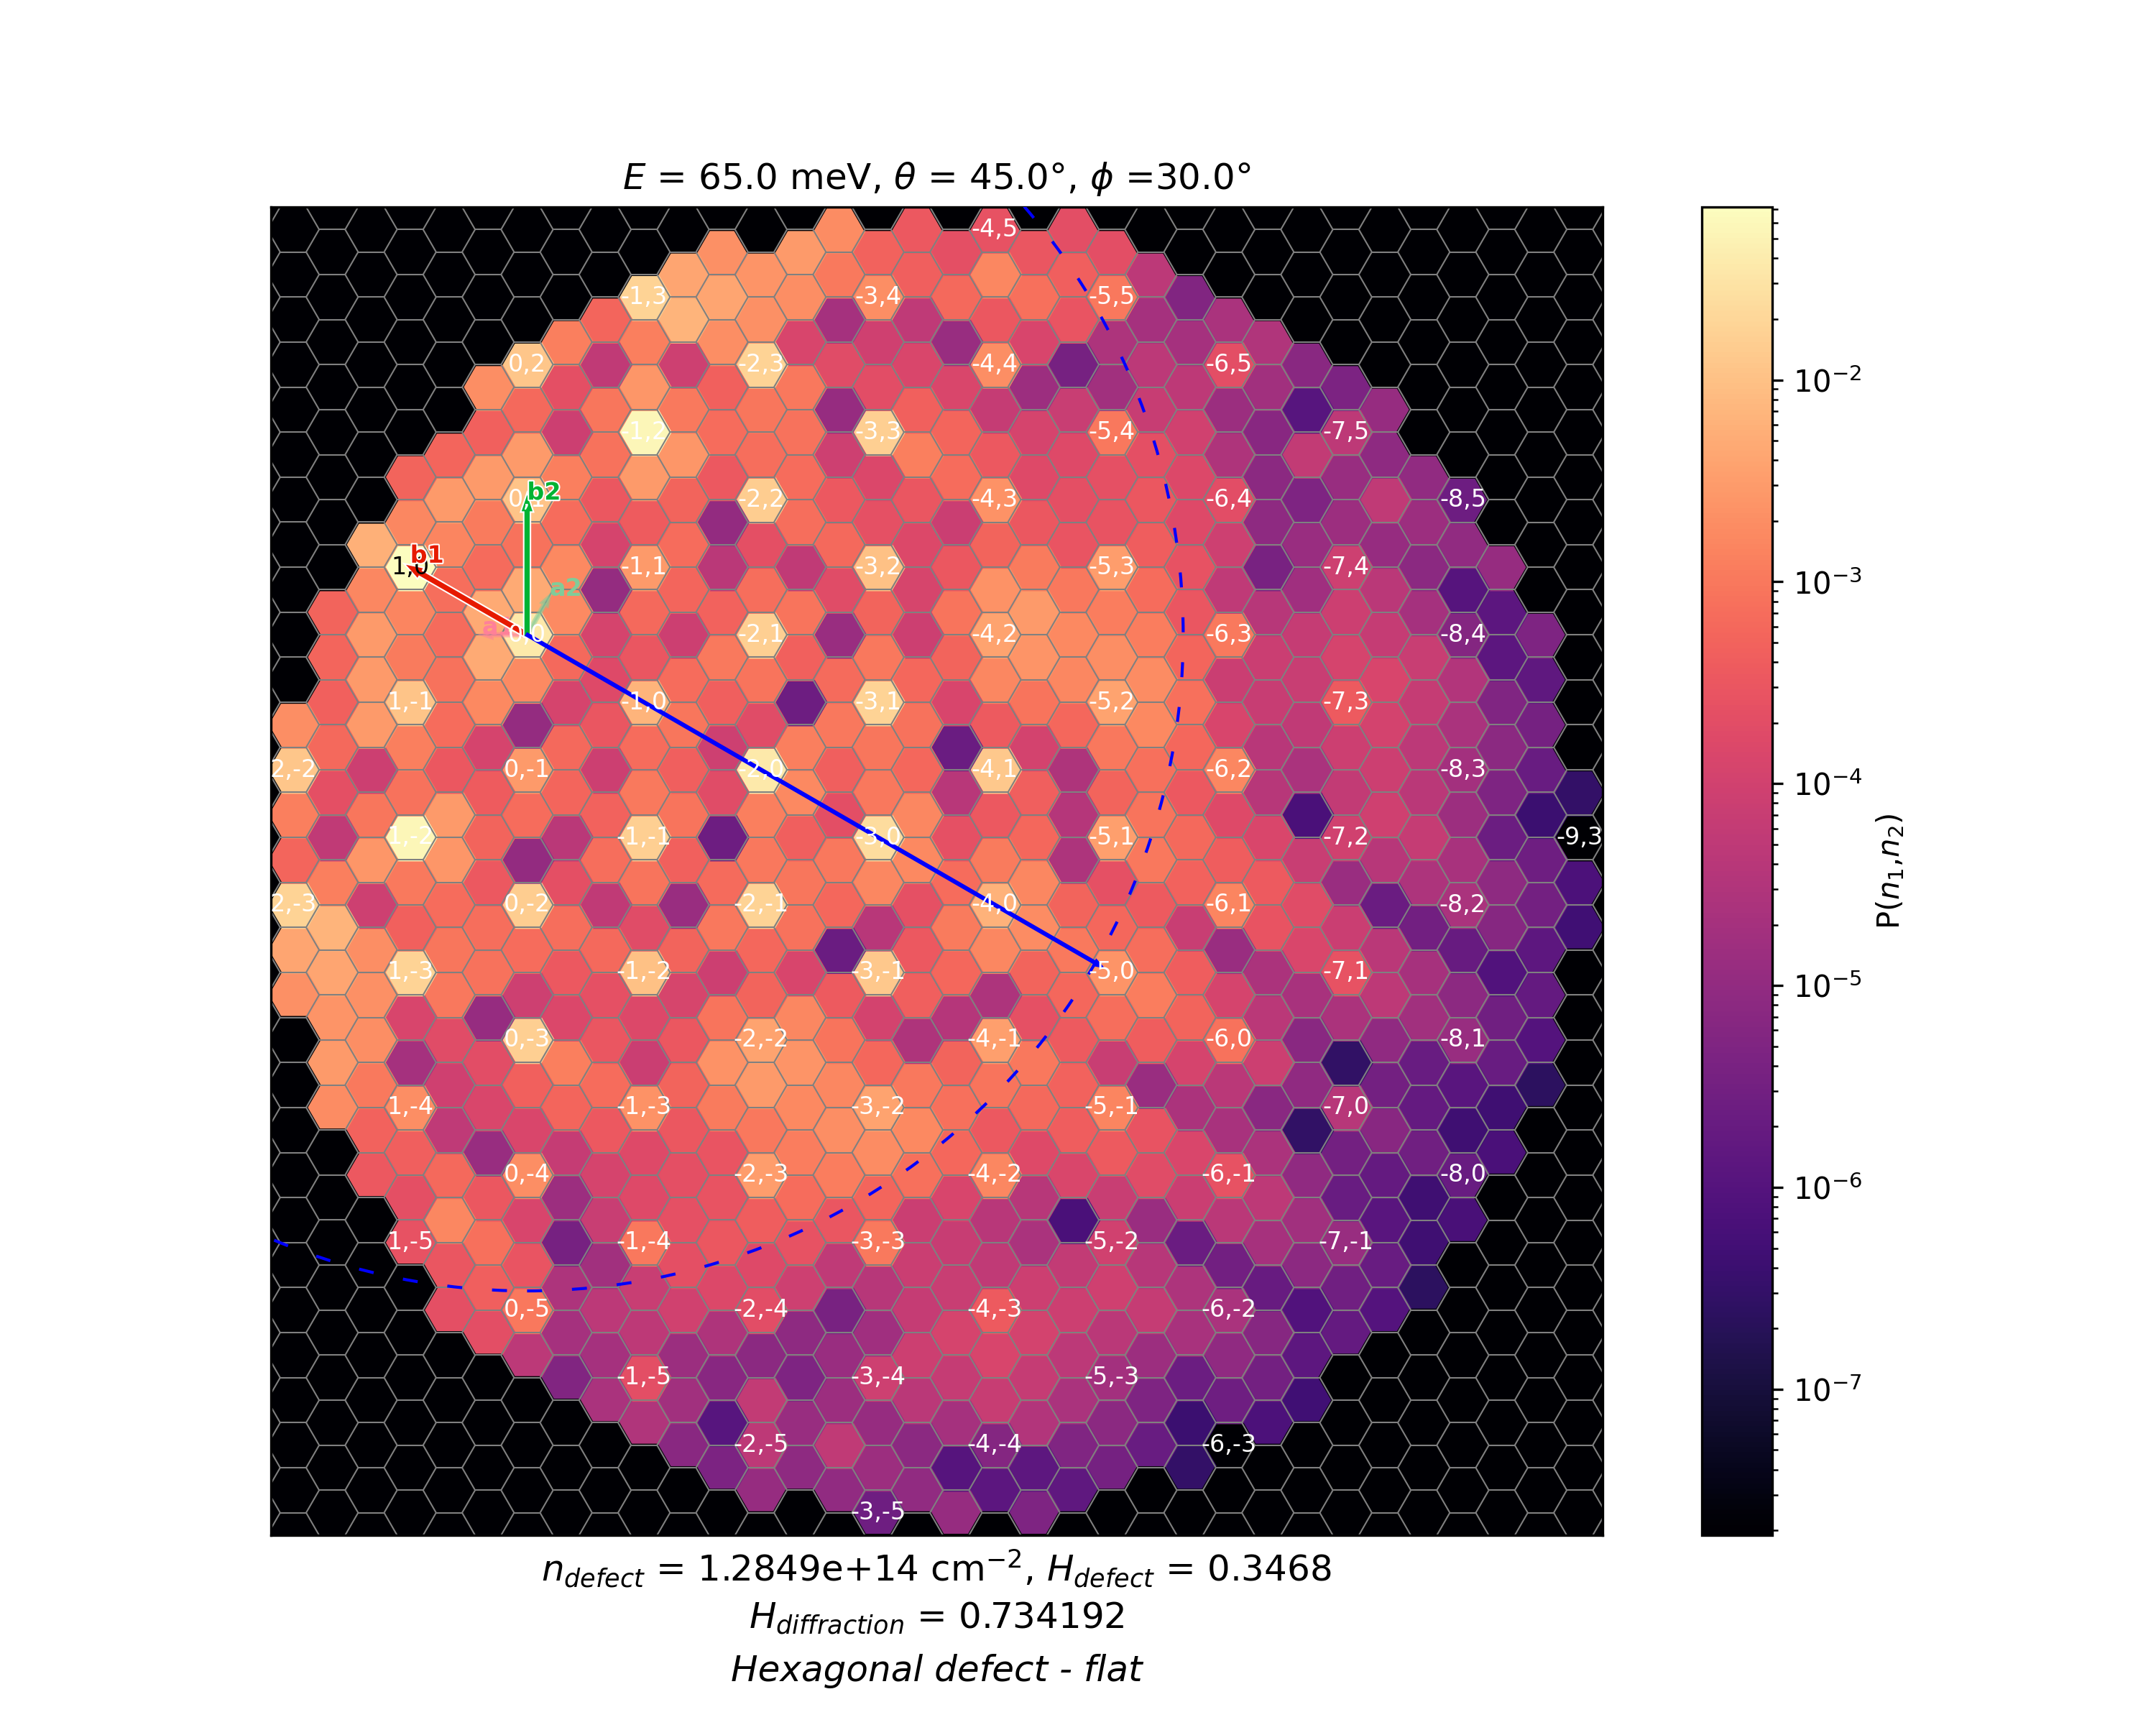 E = 65.0 meV, θ = 45.0°, ϕ =30.0°
-4,5
-1,3 -3,4 -5,5
0,2 -2,3 -4,4 -6,5
-1,2 -3,3 -5,4 -7,5
0,1 b2 -2,2 -4,3 -6,4 -8,5
1,0 b1 -1,1 -3,2 -5,3 -7,4
a2
0,0 -2,1 -4,2 -6,3 -8,4
1,-1 -1,0 -3,1 -5,2 -7,3
2,-2 0,-1 -2,0 -4,1 -6,2 -8,3
1,-2 -1,-1 -3,0 -5,1 -7,2 -9,3
2,-3 0,-2 -2,-1 -4,0 -6,1 -8,2
1,-3 -1,-2 -3,-1 -5,0 -7,1
0,-3 -2,-2 -4,-1 -6,0 -8,1
1,-4 -1,-3 -3,-2 -5,-1 -7,0
0,-4 -2,-3 -4,-2 -6,-1 -8,0
1,-5 -1,-4 -3,-3 -5,-2 -7,-1
0,-5 -2,-4 -4,-3 -6,-2
-1,-5 -3,-4 -5,-3
-2,-5 -4,-4 -6,-3
-3,-5
10⁻²
10⁻³
10⁻⁴
10⁻⁵
10⁻⁶
10⁻⁷
P(n₁,n₂)
n_defect = 1.2849e+14 cm⁻², H_defect = 0.3468
H_diffraction = 0.734192
Hexagonal defect - flat